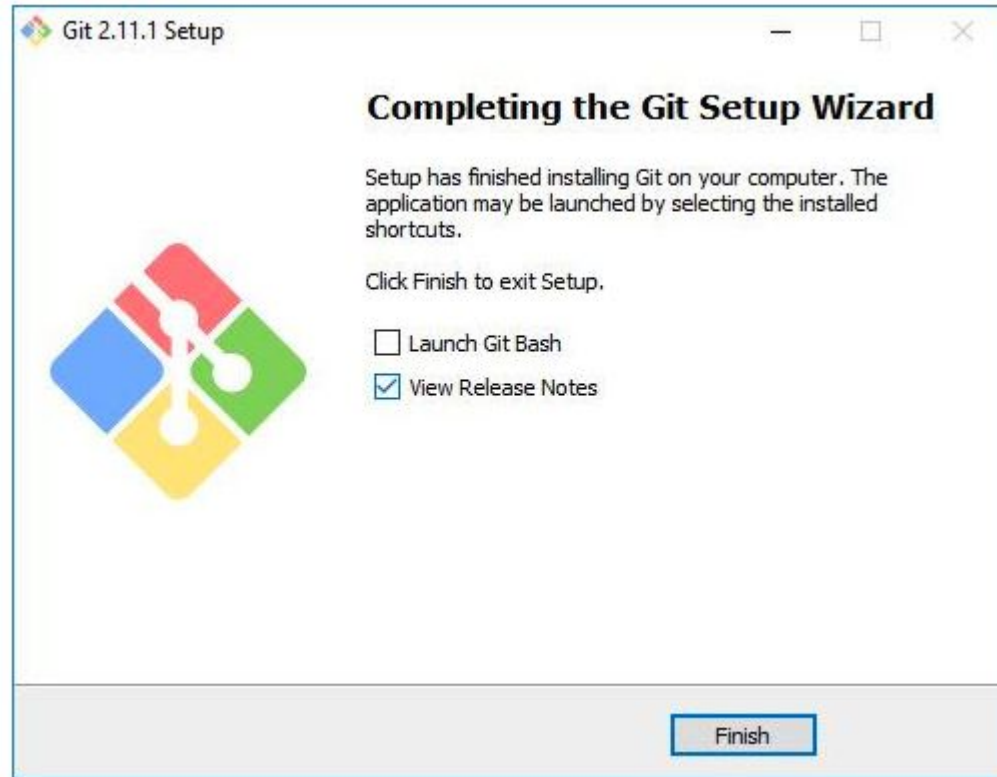 Git 2.11.1 Setup
Completing the Git Setup Wizard
Setup has finished installing Git on your computer. The
application may be launched by selecting the installed
shortcuts.
Click Finish to exit Setup.
Launch Git Bash
View Release Notes
Finish